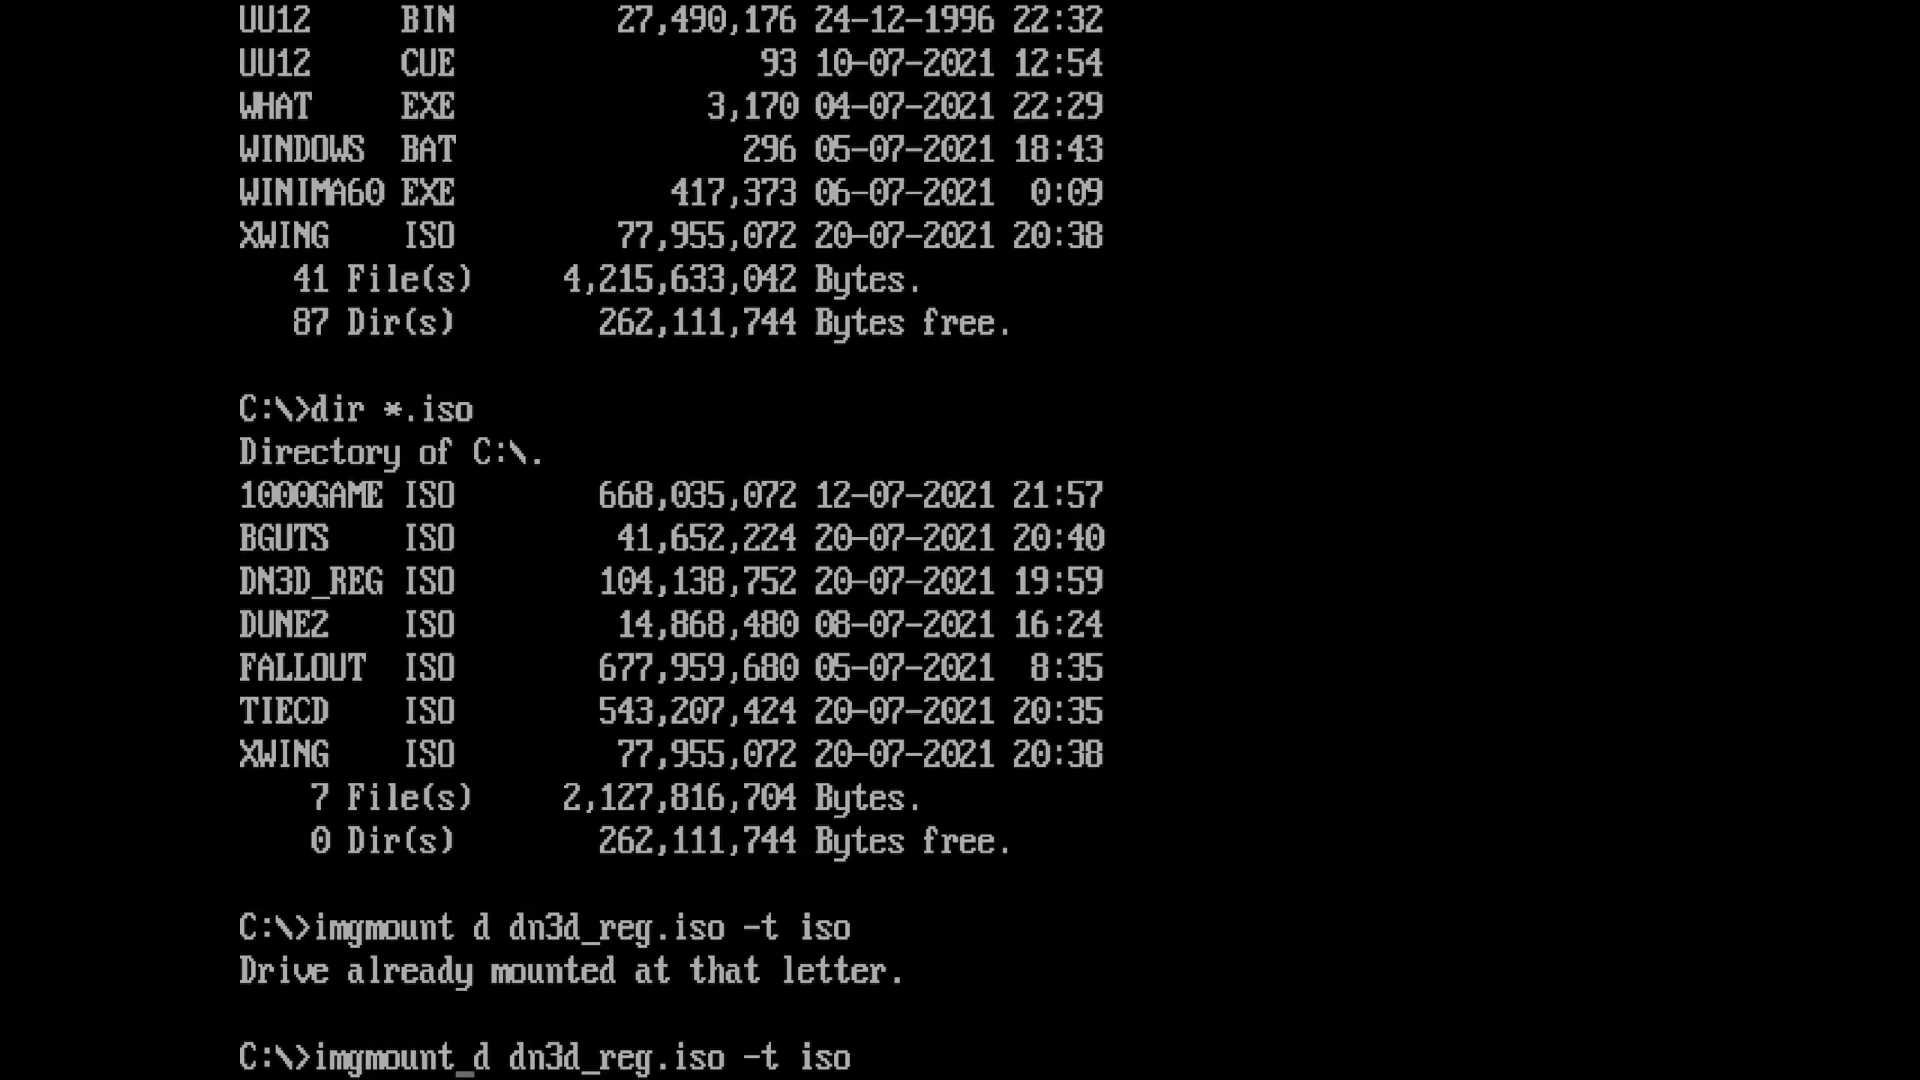 UU12     BIN         27,490,176 24-12-1996 22:32
UU12     CUE                 93 10-07-2021 12:54
WHAT     EXE              3,170 04-07-2021 22:29
WINDOWS  BAT                296 05-07-2021 18:43
WINIMA60 EXE            417,373 06-07-2021  0:09
XWING    ISO         77,955,072 20-07-2021 20:38
   41 File(s)     4,215,633,042 Bytes.
   87 Dir(s)        262,111,744 Bytes free.
C:\>dir *.iso
Directory of C:\.
1000GAME ISO        668,035,072 12-07-2021 21:57
BGUTS    ISO         41,652,224 20-07-2021 20:40
DN3D_REG ISO        104,138,752 20-07-2021 19:59
DUNE2    ISO         14,868,480 08-07-2021 16:24
FALLOUT  ISO        677,959,680 05-07-2021  8:35
TIECD    ISO        543,207,424 20-07-2021 20:35
XWING    ISO         77,955,072 20-07-2021 20:38
    7 File(s)     2,127,816,704 Bytes.
    0 Dir(s)        262,111,744 Bytes free.
C:\>imgmount d dn3d_reg.iso -t iso
Drive already mounted at that letter.
C:\>imgmount_d dn3d_reg.iso -t iso